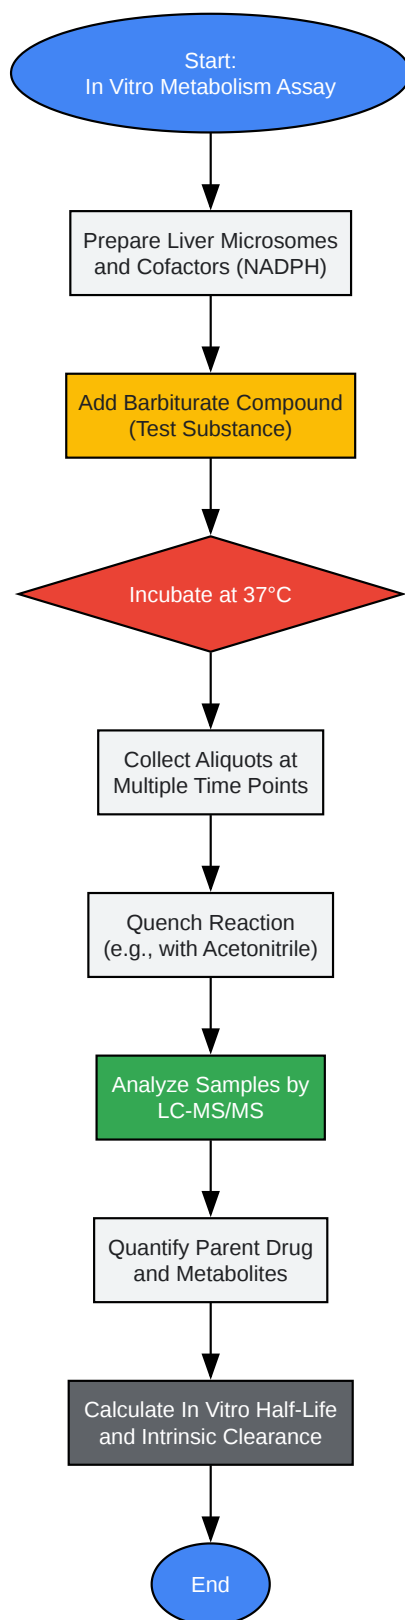 Start:
In Vitro Metabolism Assay
Prepare Liver Microsomes
and Cofactors (NADPH)
Add Barbiturate Compound
(Test Substance)
Incubate at 37°C
Collect Aliquots at
Multiple Time Points
Quench Reaction
(e.g., with Acetonitrile)
Analyze Samples by
LC-MS/MS
Quantify Parent Drug
and Metabolites
Calculate In Vitro Half-Life
and Intrinsic Clearance
End